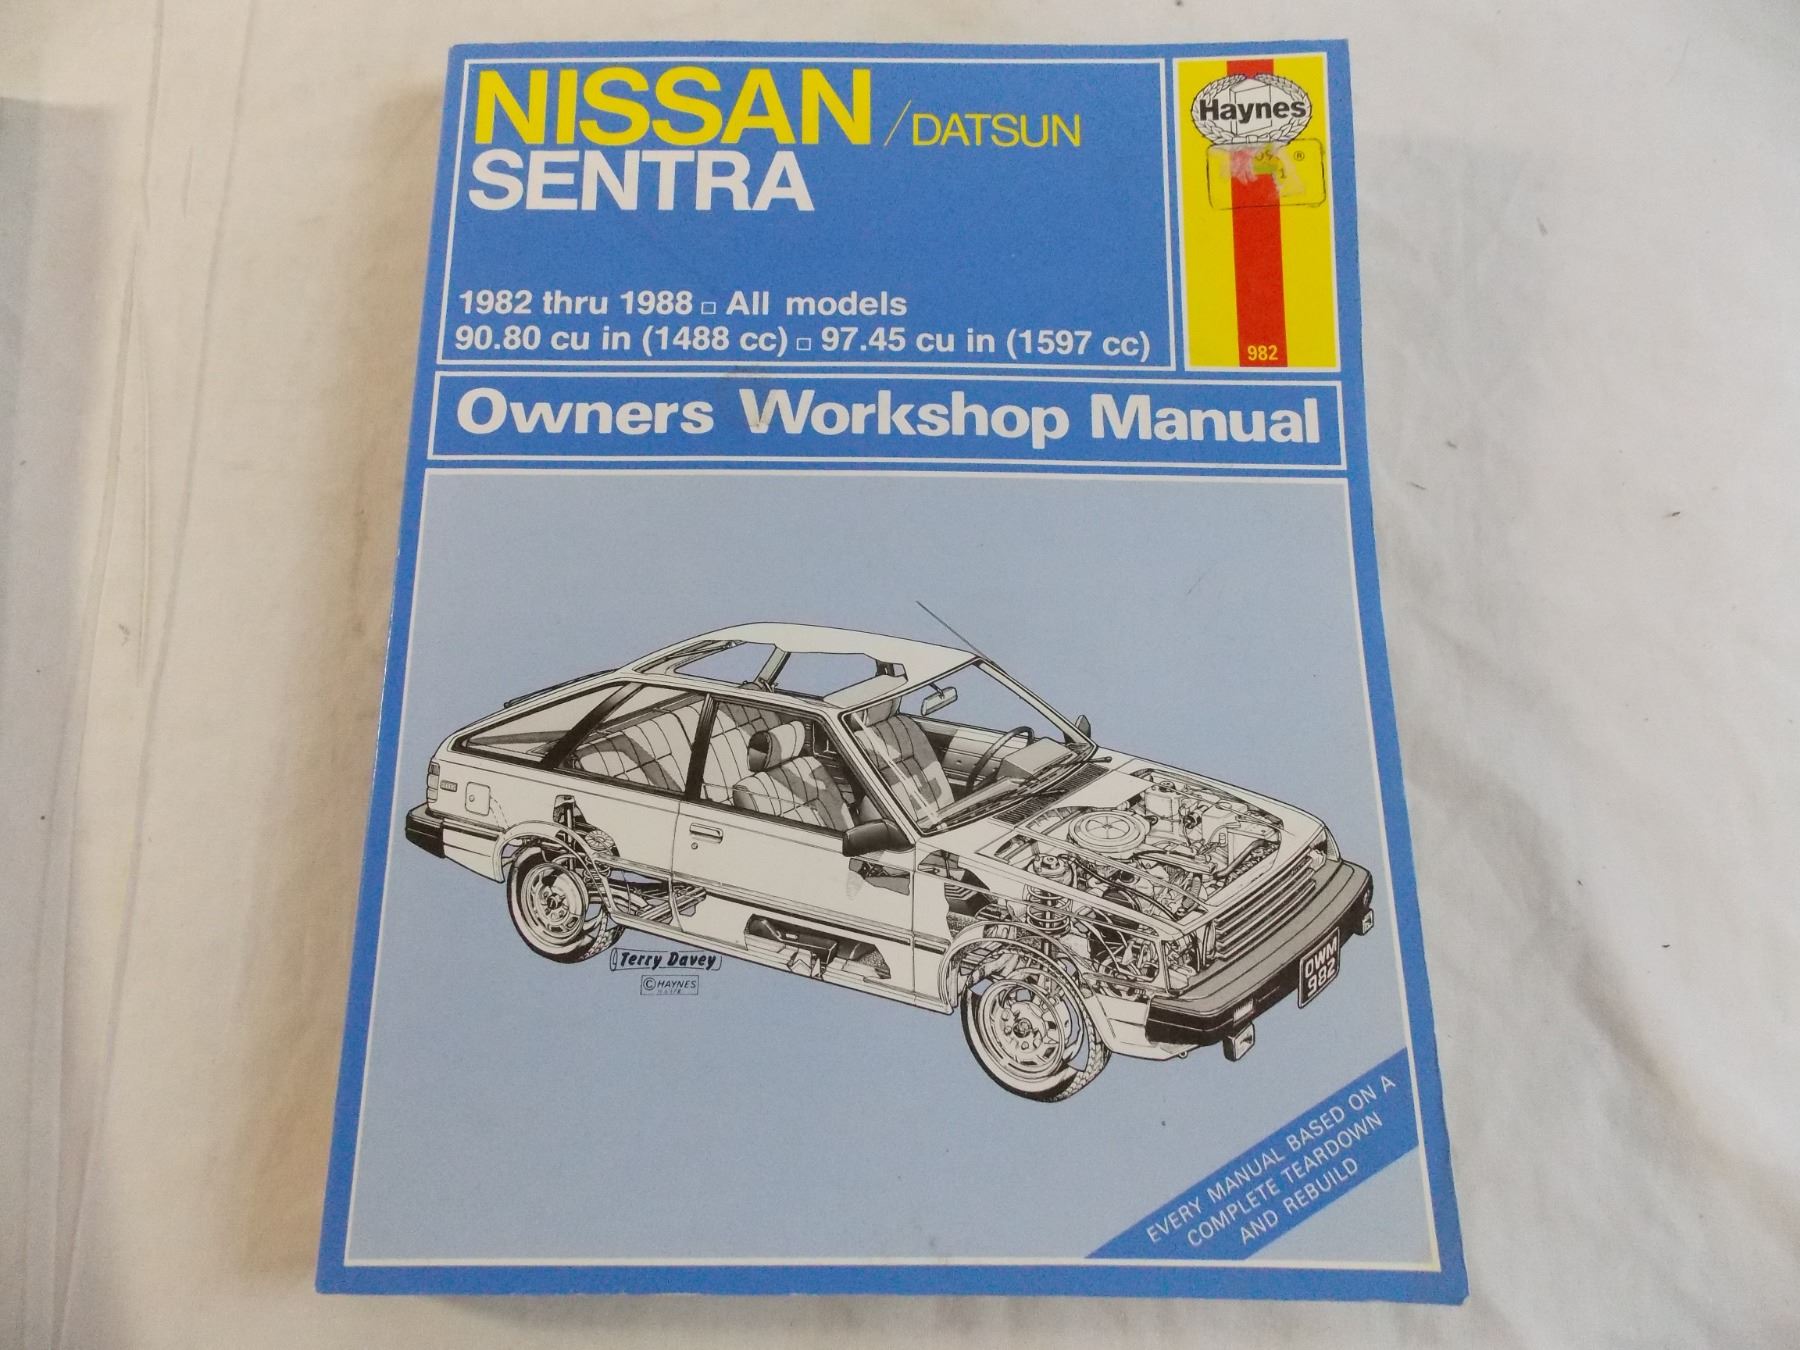 NISSAN / DATSUN
SENTRA
Haynes
®
1982 thru 1988 □ All models
90.80 cu in (1488 cc) □ 97.45 cu in (1597 cc)
982
Owners Workshop Manual
Terry Davey
© HAYNES
OWM
982
EVERY MANUAL BASED ON A
COMPLETE TEARDOWN
AND REBUILD